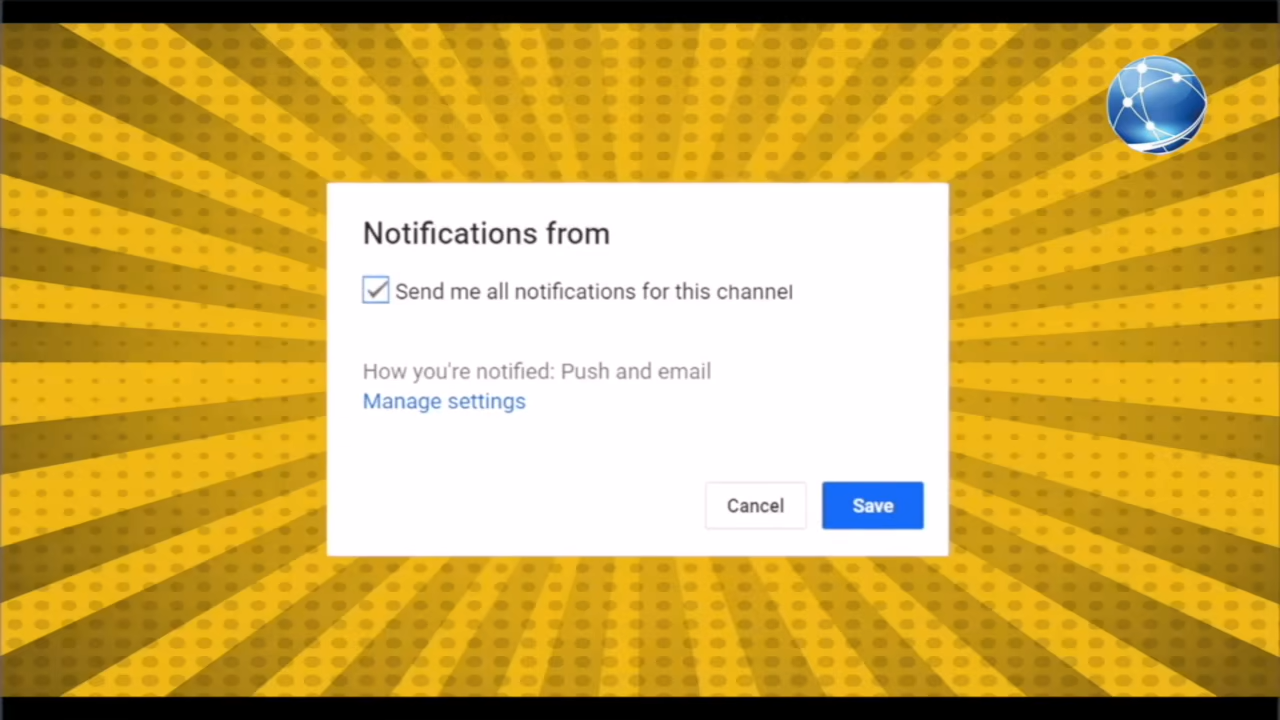 Notifications from
Send me all notifications for this channel
How you're notified: Push and email
Manage settings
Cancel
Save